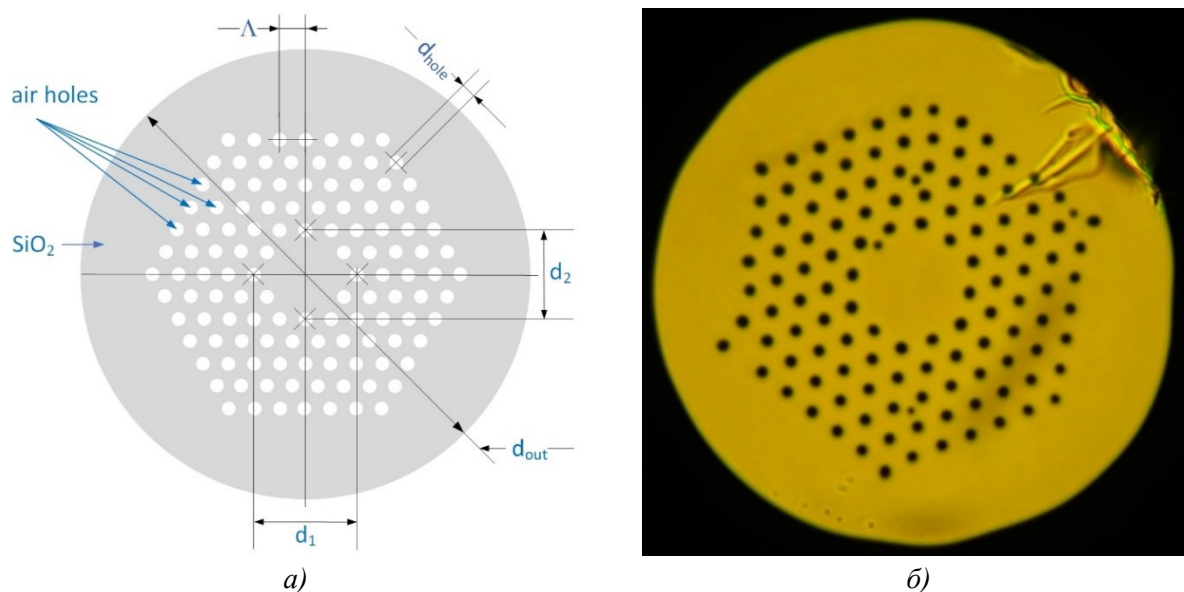 Λ
d_hole
air holes
SiO₂
d₂
d_out
d₁
а)
б)